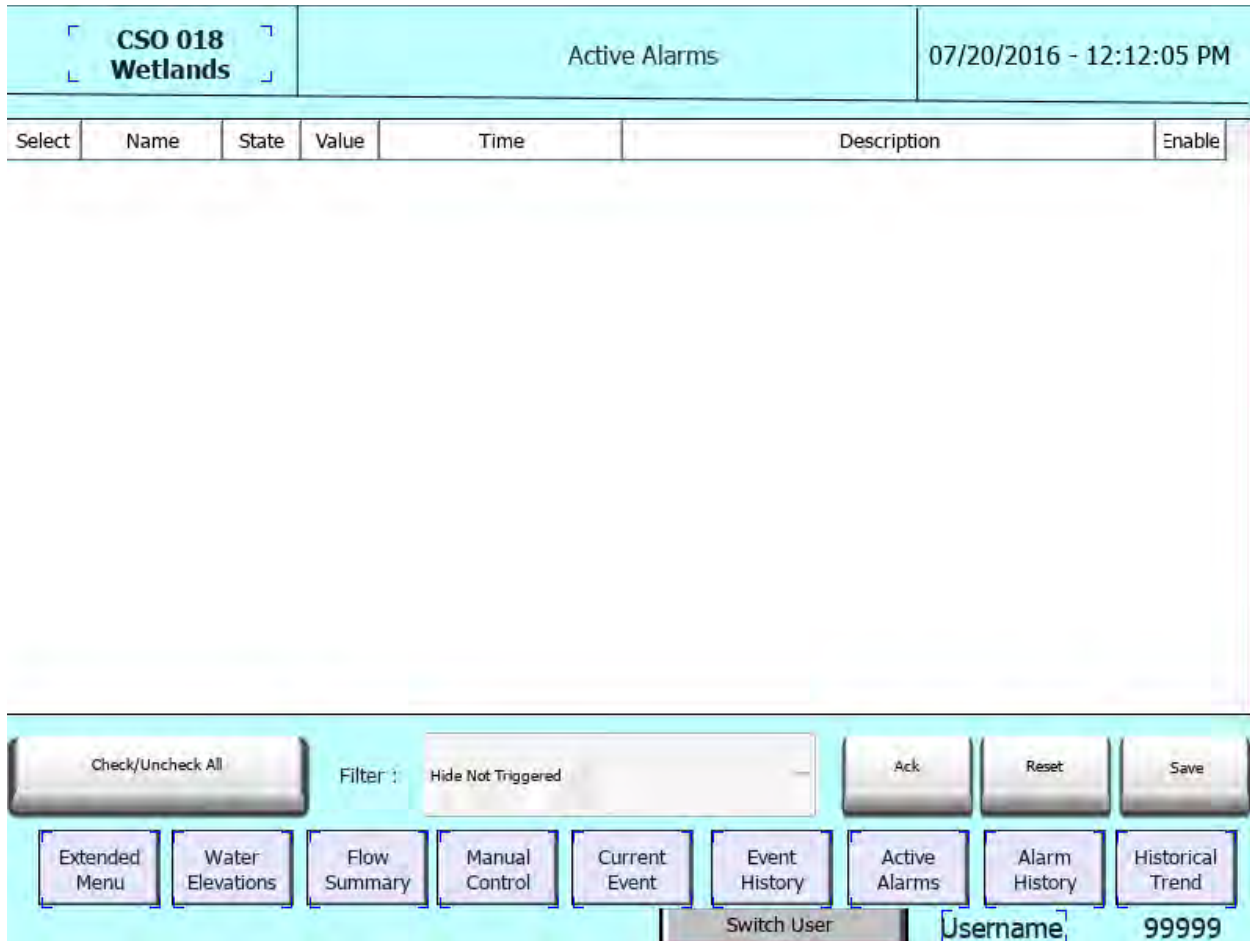 CSO 018
Wetlands
Active Alarms
07/20/2016 - 12:12:05 PM
Select Name State Value Time Description Enable
Check/Uncheck All
Filter :
Hide Not Triggered
Ack
Reset
Save
Extended
Menu
Water
Elevations
Flow
Summary
Manual
Control
Current
Event
Event
History
Active
Alarms
Alarm
History
Historical
Trend
Switch User
Username
99999